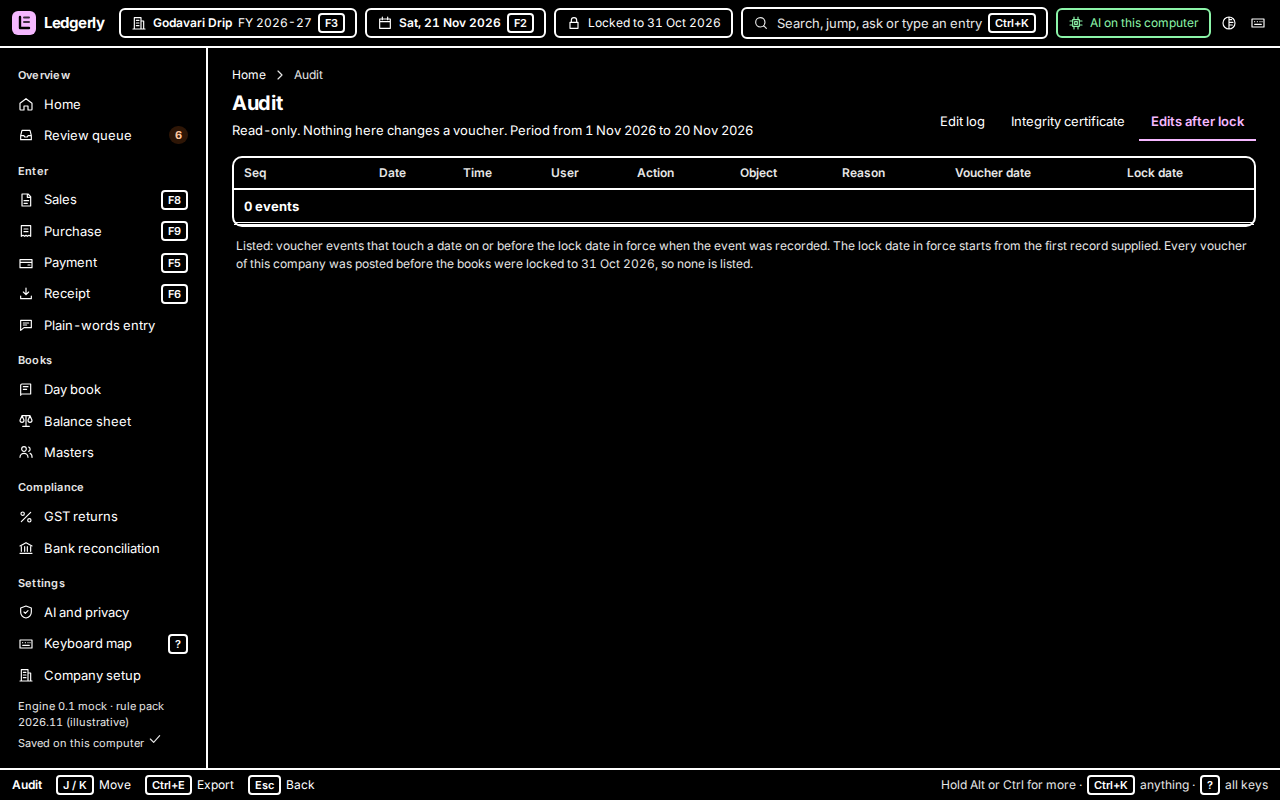 Ledgerly
Godavari Drip FY 2026-27 F3
Sat, 21 Nov 2026 F2
Locked to 31 Oct 2026
Search, jump, ask or type an entry Ctrl+K
AI on this computer
Overview
Home
Review queue 6
Enter
Sales F8
Purchase F9
Payment F5
Receipt F6
Plain-words entry
Books
Day book
Balance sheet
Masters
Compliance
GST returns
Bank reconciliation
Settings
AI and privacy
Keyboard map ?
Company setup
Engine 0.1 mock · rule pack
2026.11 (illustrative)
Saved on this computer
Home Audit
Audit
Read-only. Nothing here changes a voucher. Period from 1 Nov 2026 to 20 Nov 2026
Edit log Integrity certificate Edits after lock
Seq Date Time User Action Object Reason Voucher date Lock date
0 events
Listed: voucher events that touch a date on or before the lock date in force when the event was recorded. The lock date in force starts from the first record supplied. Every voucher
of this company was posted before the books were locked to 31 Oct 2026, so none is listed.
Audit J / K Move Ctrl+E Export Esc Back
Hold Alt or Ctrl for more · Ctrl+K anything · ? all keys